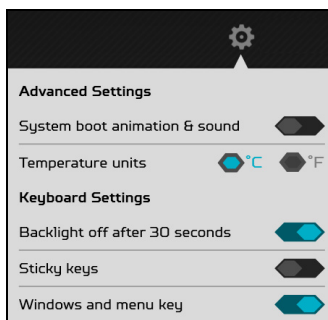 Advanced Settings
System boot animation & sound
Temperature units °C °F
Keyboard Settings
Backlight off after 30 seconds
Sticky keys
Windows and menu key